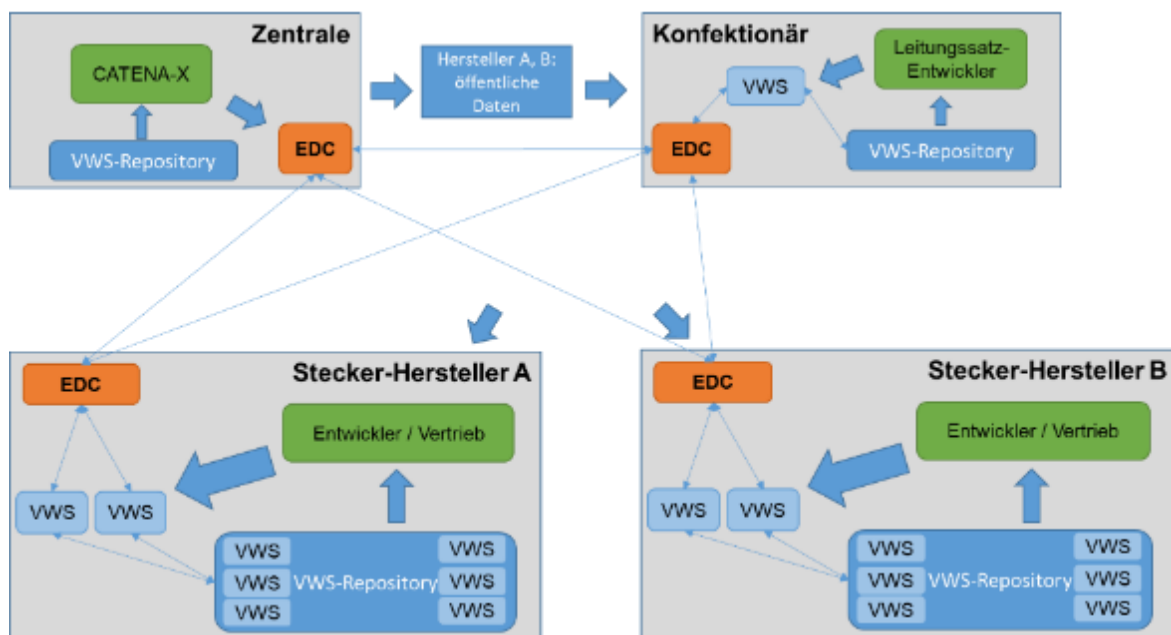 Zentrale
CATENA-X
VWS-Repository
EDC
Hersteller A, B:
öffentliche
Daten
Konfektionär
Leitungssatz-
Entwickler
VWS
EDC
VWS-Repository
EDC
Stecker-Hersteller A
Entwickler / Vertrieb
VWS
VWS
VWS
VWS
VWS
VWS-Repository
VWS
VWS
VWS
EDC
Stecker-Hersteller B
Entwickler / Vertrieb
VWS
VWS
VWS
VWS
VWS
VWS-Repository
VWS
VWS
VWS